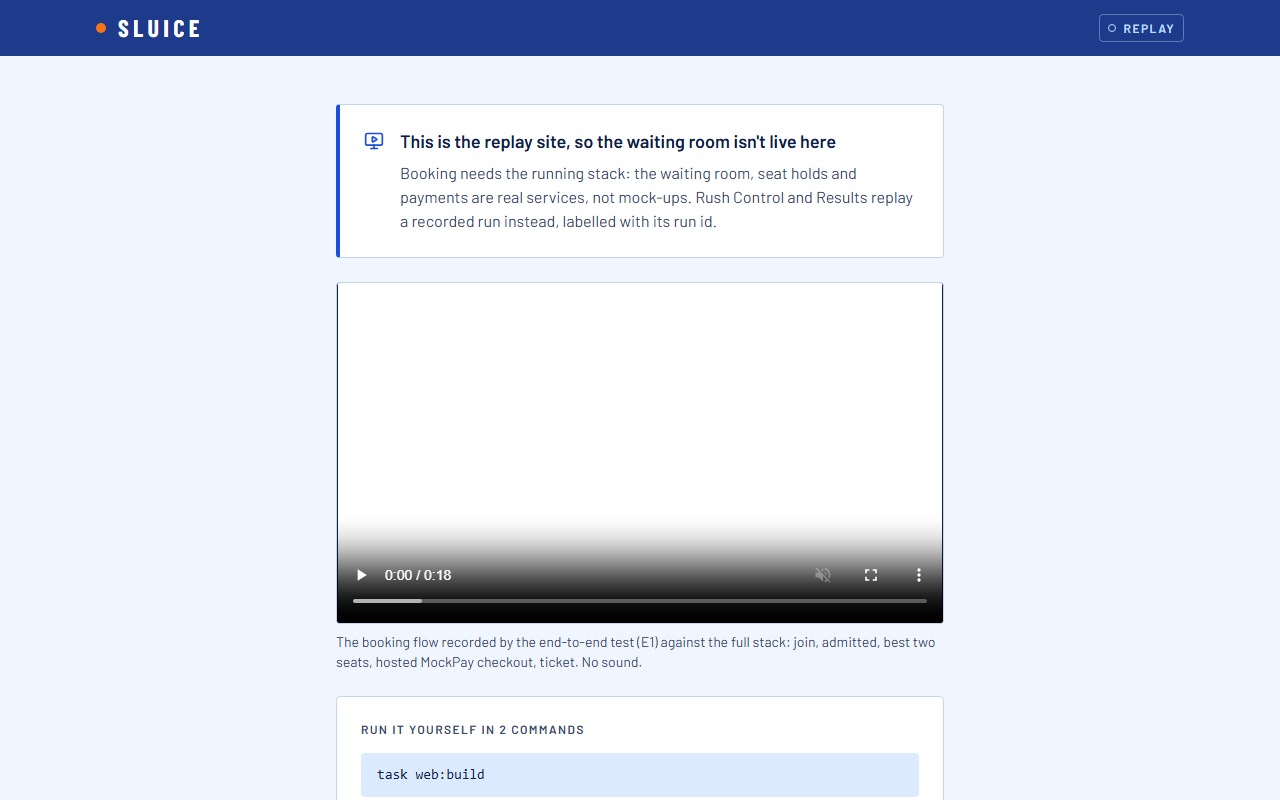 SLUICE
REPLAY
This is the replay site, so the waiting room isn't live here
Booking needs the running stack: the waiting room, seat holds and
payments are real services, not mock-ups. Rush Control and Results replay
a recorded run instead, labelled with its run id.
0:00 / 0:18
The booking flow recorded by the end-to-end test (E1) against the full stack: join, admitted, best two
seats, hosted MockPay checkout, ticket. No sound.
RUN IT YOURSELF IN 2 COMMANDS
task web:build